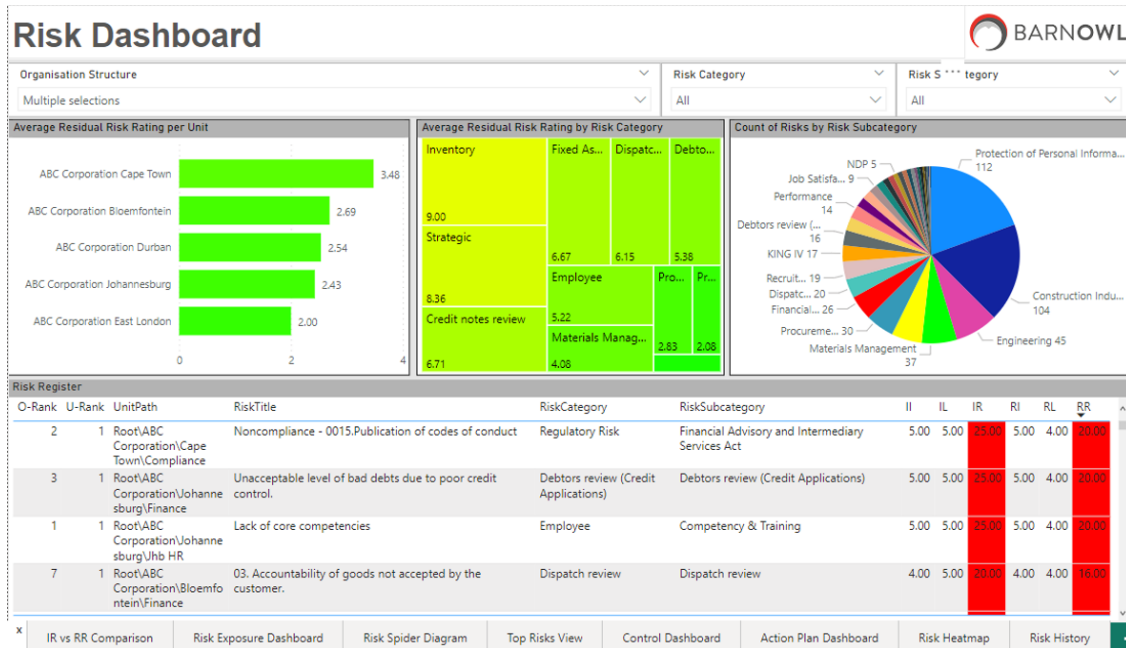 Risk Dashboard
BARNOWL
Organisation Structure
Multiple selections
Risk Category
All
Risk S tegory
All
Average Residual Risk Rating per Unit
ABC Corporation Cape Town 3.48
ABC Corporation Bloemfontein 2.69
ABC Corporation Durban 2.54
ABC Corporation Johannesburg 2.43
ABC Corporation East London 2.00
0 2 4
Average Residual Risk Rating by Risk Category
Inventory
9.00
Strategic
8.36
Credit notes review
6.71
Fixed As...
6.67
Dispatc...
6.15
Debto...
5.38
Employee
5.22
Materials Manag...
4.08
Pro...
2.83
Pr...
2.08
Count of Risks by Risk Subcategory
Protection of Personal Informa...
112
Construction Indu...
104
Engineering 45
Materials Management
37
Procureme... 30
Financial... 26
Dispatc... 20
Recruit... 19
KING IV 17
Debtors review (...
16
Performance
14
Job Satisfa... 9
NDP 5
Risk Register
O-Rank U-Rank UnitPath RiskTitle RiskCategory RiskSubcategory II IL IR RI RL RR
2 1 Root\ABC Noncompliance - 0015.Publication of codes of conduct Regulatory Risk Financial Advisory and Intermediary 5.00 5.00 25.00 5.00 4.00 20.00
Corporation\Cape Services Act
Town\Compliance
3 1 Root\ABC Unacceptable level of bad debts due to poor credit Debtors review (Credit Debtors review (Credit Applications) 5.00 5.00 25.00 5.00 4.00 20.00
Corporation\Johanne control. Applications)
sburg\Finance
1 1 Root\ABC Lack of core competencies Employee Competency & Training 5.00 5.00 25.00 5.00 4.00 20.00
Corporation\Johanne
sburg\Jhb HR
7 1 Root\ABC 03. Accountability of goods not accepted by the Dispatch review Dispatch review 4.00 5.00 20.00 4.00 4.00 16.00
Corporation\Bloemfo customer.
ntein\Finance
x IR vs RR Comparison Risk Exposure Dashboard Risk Spider Diagram Top Risks View Control Dashboard Action Plan Dashboard Risk Heatmap Risk History